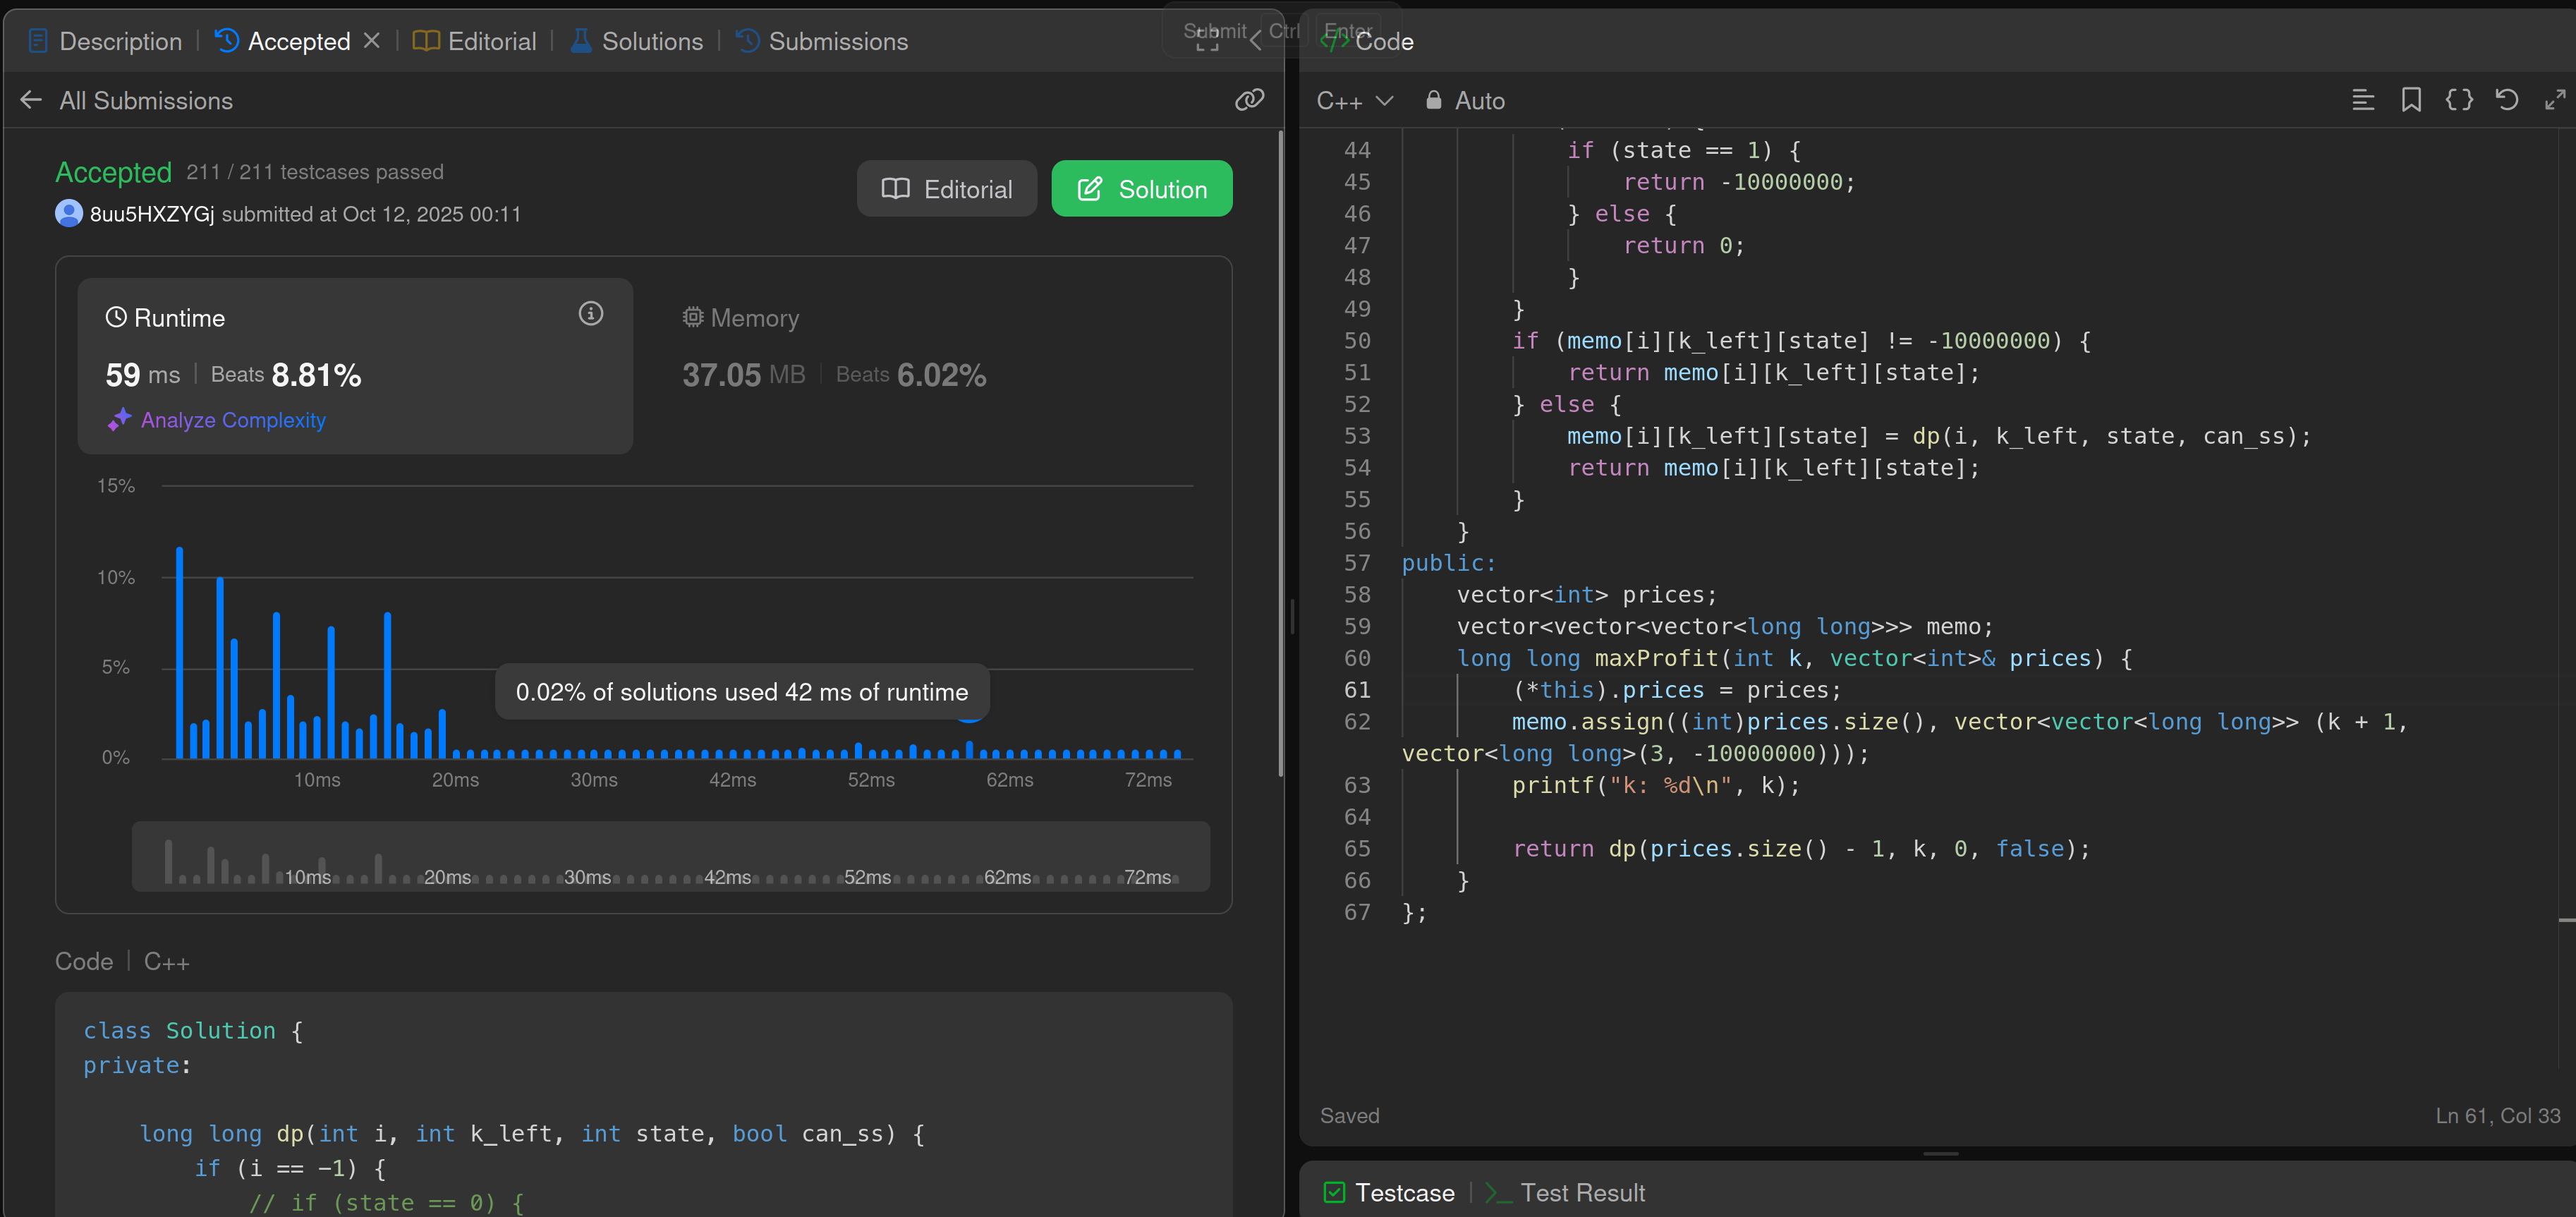 Description | Accepted × | Editorial | Solutions | Submissions
Submit Ctrl Enter
Code
All Submissions
Accepted 211 / 211 testcases passed
8uu5HXZYGj submitted at Oct 12, 2025 00:11
Editorial
Solution
Runtime
59 ms | Beats 8.81%
Analyze Complexity
Memory
37.05 MB | Beats 6.02%
15%
10%
5%
0%
0.02% of solutions used 42 ms of runtime
10ms 20ms 30ms 42ms 52ms 62ms 72ms
10ms 20ms 30ms 42ms 52ms 62ms 72ms
Code | C++
class Solution {
private:
long long dp(int i, int k_left, int state, bool can_ss) {
if (i == -1) {
// if (state == 0) {
C++ Auto
44 if (state == 1) {
45 return -10000000;
46 } else {
47 return 0;
48 }
49 }
50 if (memo[i][k_left][state] != -10000000) {
51 return memo[i][k_left][state];
52 } else {
53 memo[i][k_left][state] = dp(i, k_left, state, can_ss);
54 return memo[i][k_left][state];
55 }
56 }
57 public:
58 vector<int> prices;
59 vector<vector<vector<long long>>> memo;
60 long long maxProfit(int k, vector<int>& prices) {
61 (*this).prices = prices;
62 memo.assign((int)prices.size(), vector<vector<long long>> (k + 1,
vector<long long>(3, -10000000)));
63 printf("k: %d\n", k);
64
65 return dp(prices.size() - 1, k, 0, false);
66 }
67 };
Saved
Ln 61, Col 33
Testcase | Test Result